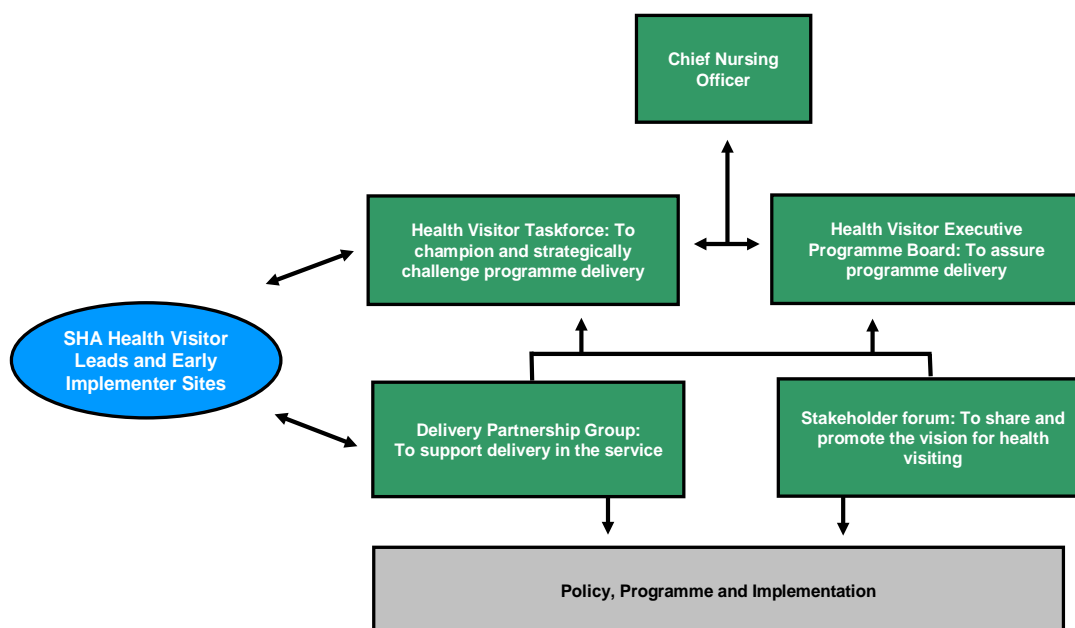 Chief Nursing
Officer
Health Visitor Taskforce: To
champion and strategically
challenge programme delivery
Health Visitor Executive
Programme Board: To assure
programme delivery
SHA Health Visitor
Leads and Early
Implementer Sites
Delivery Partnership Group:
To support delivery in the service
Stakeholder forum: To share and
promote the vision for health
visiting
Policy, Programme and Implementation